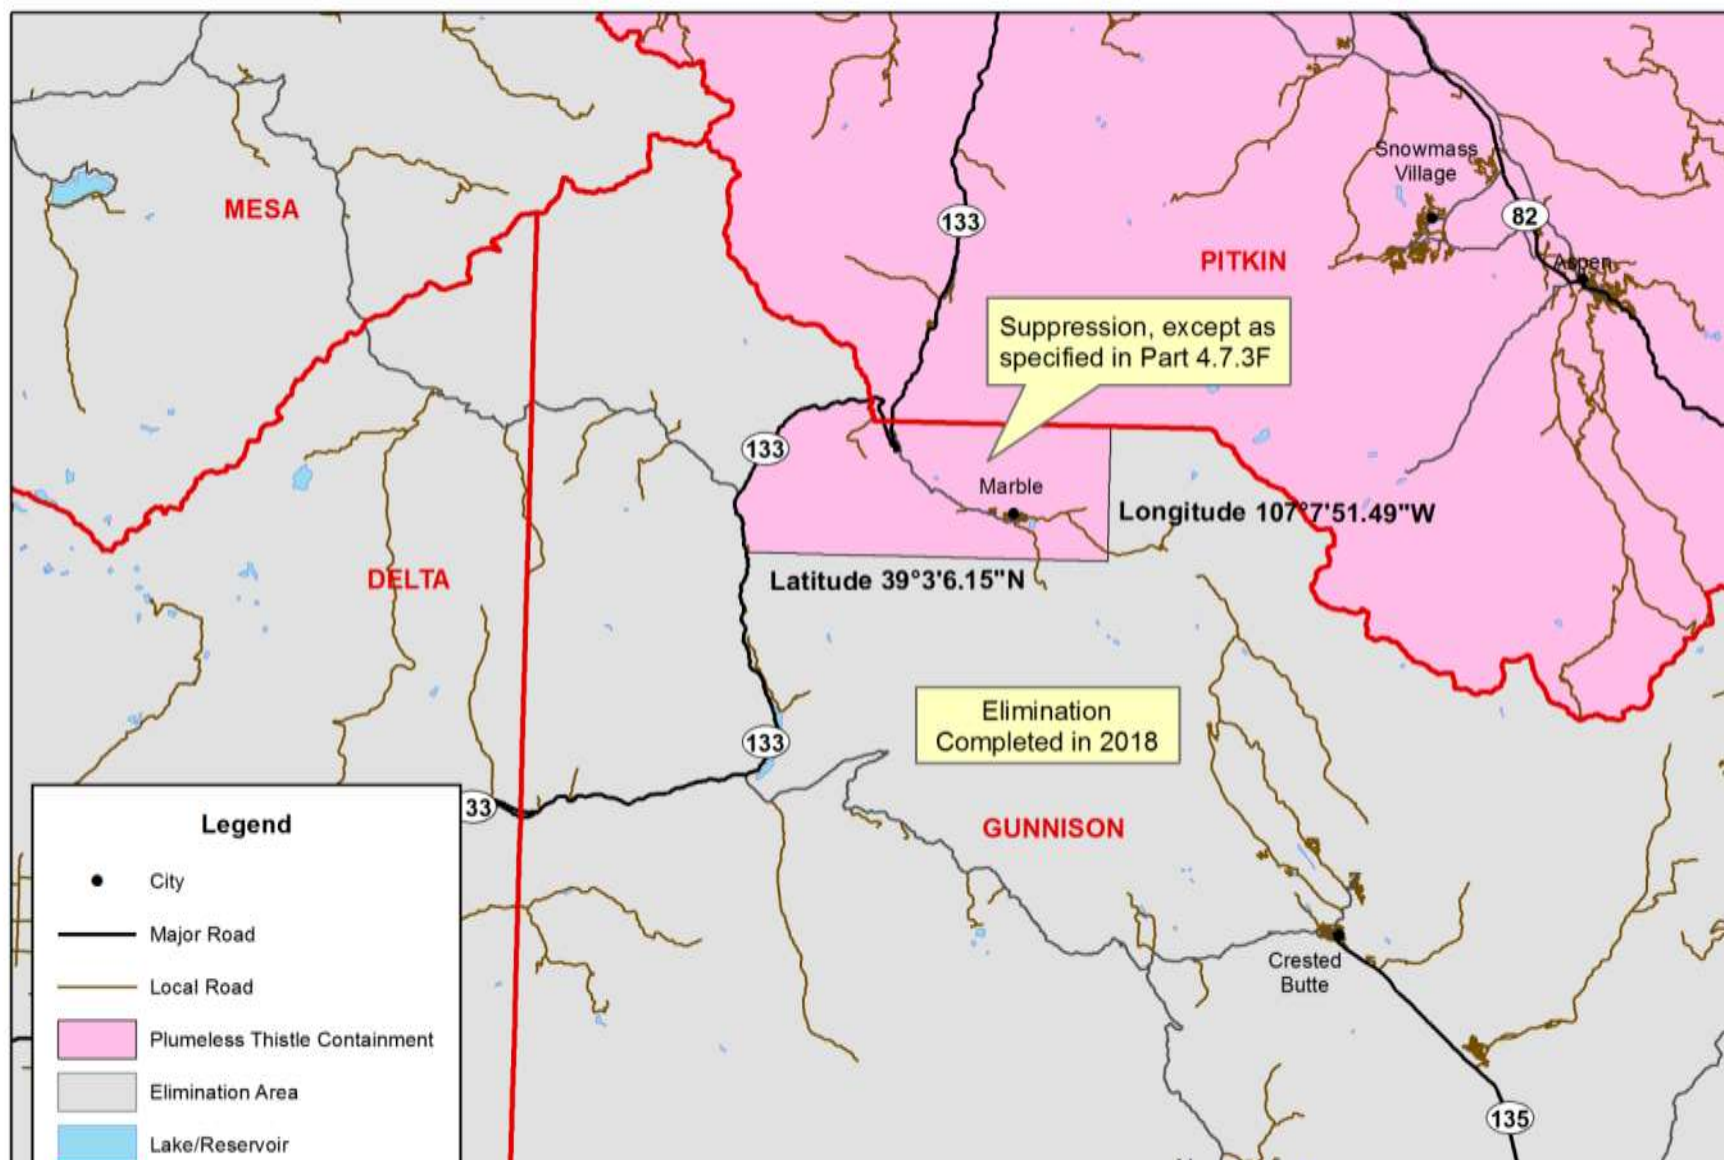 Snowmass
Village
MESA
133
82
PITKIN
Aspen
Suppression, except as
specified in Part 4.7.3F
133
Marble
Longitude 107°7'51.49"W
DELTA
Latitude 39°3'6.15"N
Elimination
Completed in 2018
133
33
GUNNISON
Crested
Butte
135
Legend
City
Major Road
Local Road
Plumeless Thistle Containment
Elimination Area
Lake/Reservoir